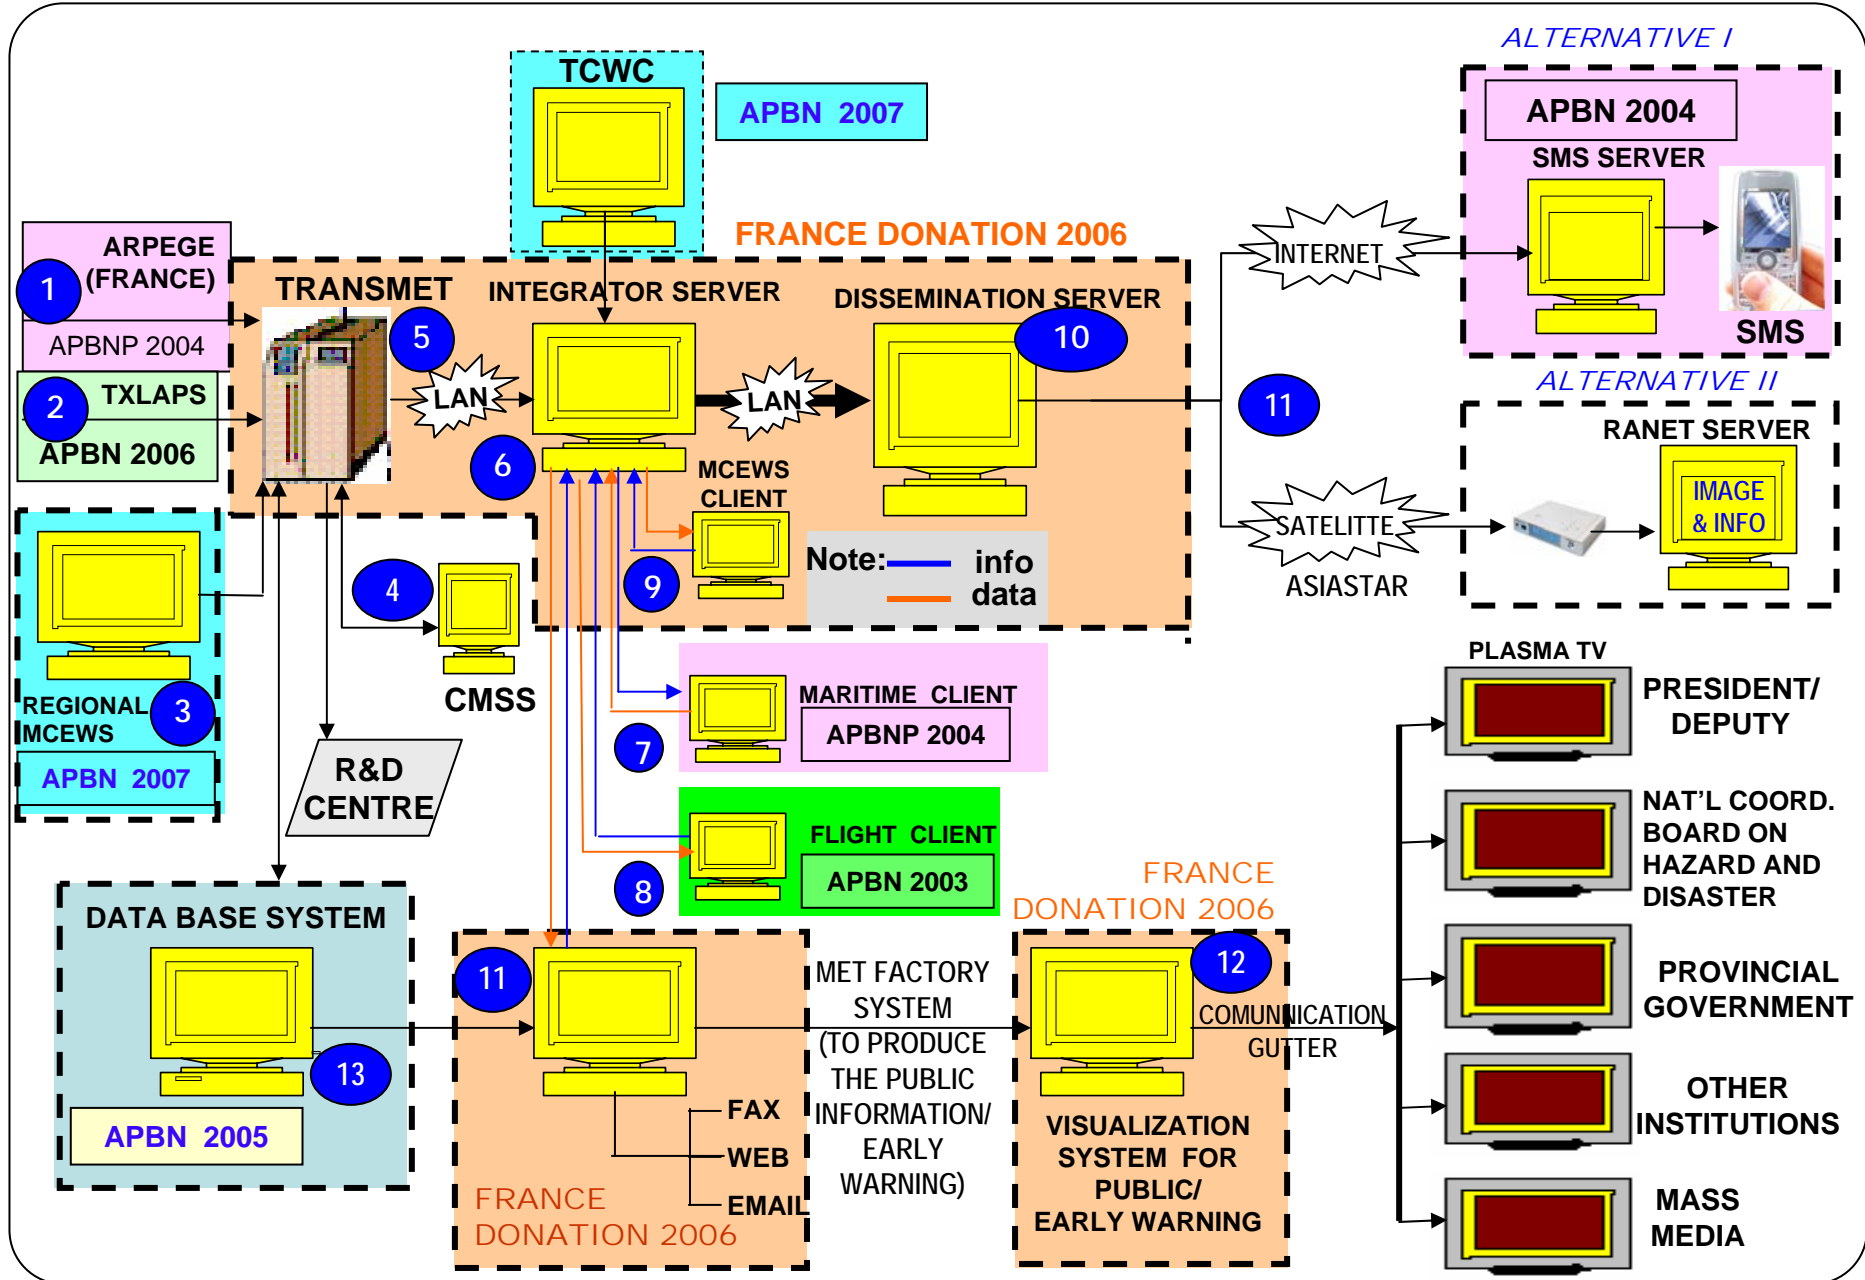 ALTERNATIVE I
TCWC
APBN 2007
APBN 2004
SMS SERVER
SMS
FRANCE DONATION 2006
INTERNET
ARPEGE
(FRANCE)
1
APBNP 2004
TRANSMET
5
INTEGRATOR SERVER
DISSEMINATION SERVER
10
2
TXLAPS
APBN 2006
LAN
LAN
6
11
ALTERNATIVE II
RANET SERVER
IMAGE
& INFO
SATELITTE
ASIASTAR
MCEWS
CLIENT
9
Note:
info
data
4
CMSS
REGIONAL
MCEWS
3
APBN 2007
R&D
CENTRE
MARITIME CLIENT
APBNP 2004
7
FLIGHT CLIENT
APBN 2003
8
PLASMA TV
PRESIDENT/
DEPUTY
NAT'L COORD.
BOARD ON
HAZARD AND
DISASTER
PROVINCIAL
GOVERNMENT
OTHER
INSTITUTIONS
MASS
MEDIA
DATA BASE SYSTEM
13
APBN 2005
11
FAX
WEB
EMAIL
FRANCE
DONATION 2006
MET FACTORY
SYSTEM
(TO PRODUCE
THE PUBLIC
INFORMATION/
EARLY
WARNING)
FRANCE
DONATION 2006
12
COMUNNICATION
GUTTER
VISUALIZATION
SYSTEM FOR
PUBLIC/
EARLY WARNING